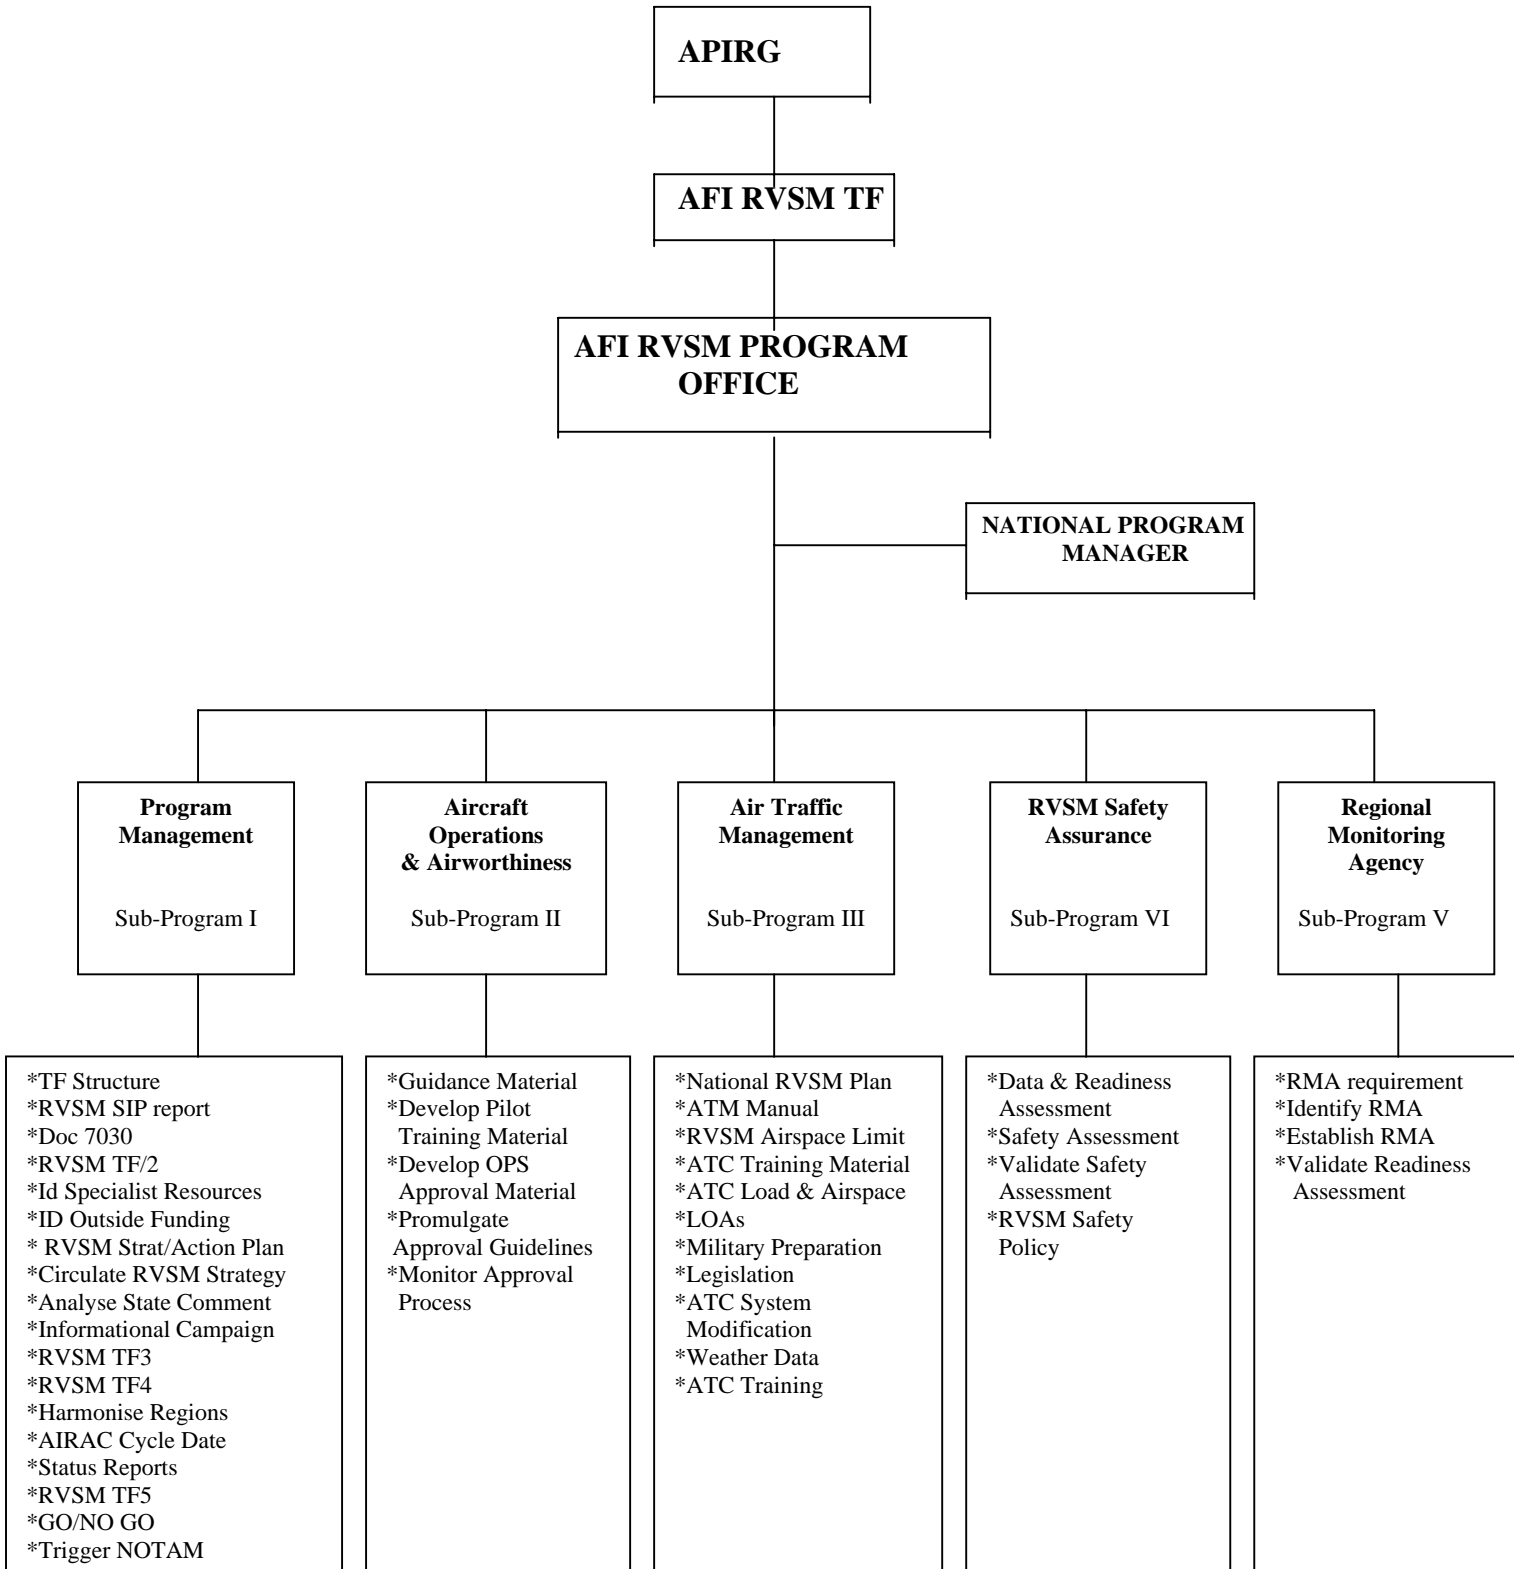 APIRG
AFI RVSM TF
AFI RVSM PROGRAM
OFFICE
NATIONAL PROGRAM
MANAGER
Program
Management
Sub-Program I
Aircraft
Operations
& Airworthiness
Sub-Program II
Air Traffic
Management
Sub-Program III
RVSM Safety
Assurance
Sub-Program VI
Regional
Monitoring
Agency
Sub-Program V
*TF Structure
*RVSM SIP report
*Doc 7030
*RVSM TF/2
*Id Specialist Resources
*ID Outside Funding
* RVSM Strat/Action Plan
*Circulate RVSM Strategy
*Analyse State Comment
*Informational Campaign
*RVSM TF3
*RVSM TF4
*Harmonise Regions
*AIRAC Cycle Date
*Status Reports
*RVSM TF5
*GO/NO GO
*Trigger NOTAM
*Guidance Material
*Develop Pilot
Training Material
*Develop OPS
Approval Material
*Promulgate
Approval Guidelines
*Monitor Approval
Process
*National RVSM Plan
*ATM Manual
*RVSM Airspace Limit
*ATC Training Material
*ATC Load & Airspace
*LOAs
*Military Preparation
*Legislation
*ATC System
Modification
*Weather Data
*ATC Training
*Data & Readiness
Assessment
*Safety Assessment
*Validate Safety
Assessment
*RVSM Safety
Policy
*RMA requirement
*Identify RMA
*Establish RMA
*Validate Readiness
Assessment